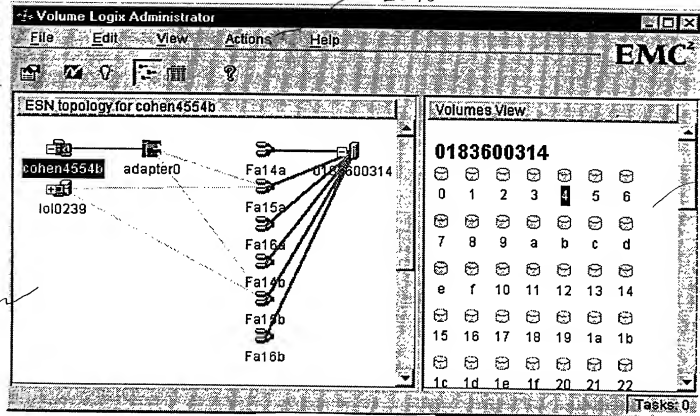 Volume Logix Administrator
File Edit View Actions Help
EMC²
ESN topology for cohen4554b
cohen4554b
adapter0
lol0239
Fa14a
Fa15a
Fa16a
Fa14b
Fa15b
Fa16b
0183600314
Volumes View
0183600314
0 1 2 3 4 5 6
7 8 9 a b c d
e f 10 11 12 13 14
15 16 17 18 19 1a 1b
1c 1d 1e 1f 20 21 22
Tasks: 0